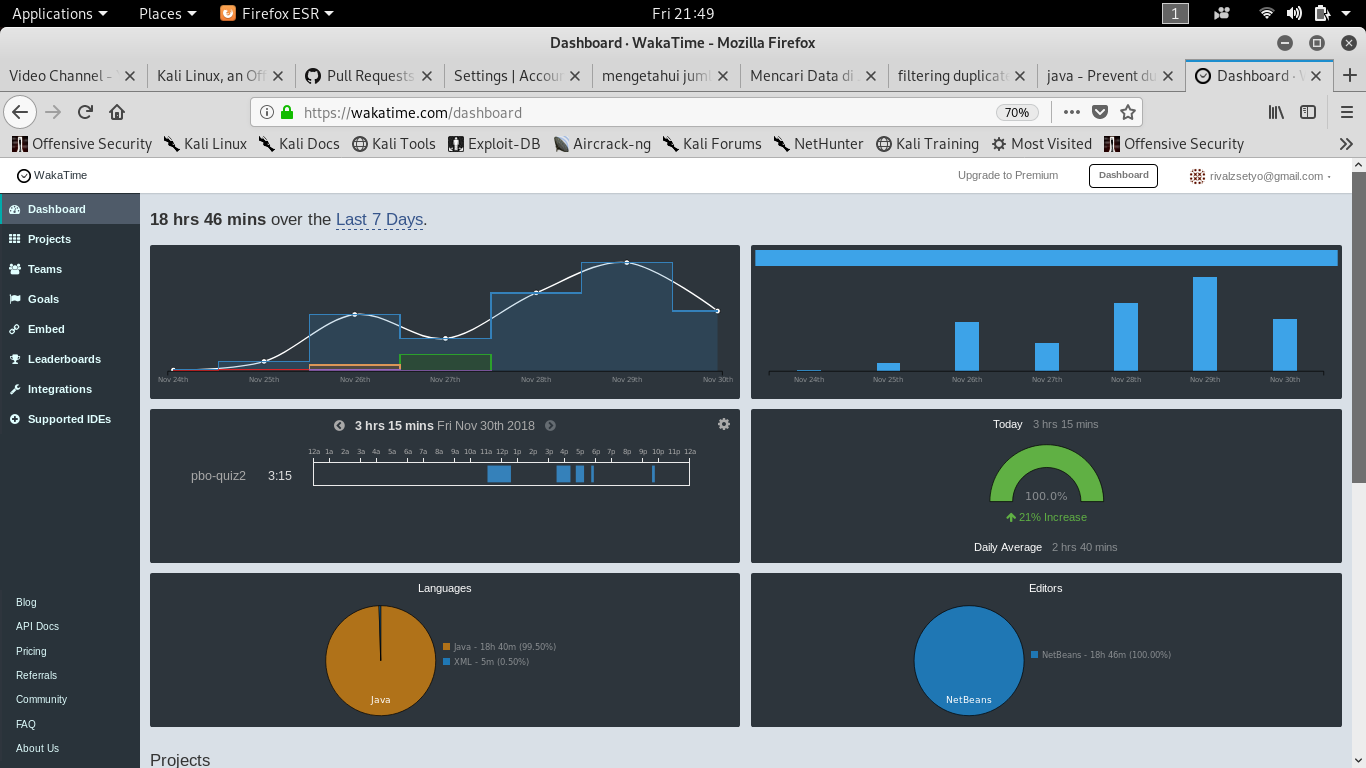 Applications Places Firefox ESR Fri 21:49 1
Dashboard · WakaTime - Mozilla Firefox
Video Channel - Kali Linux, an Off Pull Requests Settings | Accoun mengetahui juml Mencari Data di filtering duplicate java - Prevent du Dashboard · W
https://wakatime.com/dashboard 70%
Offensive Security Kali Linux Kali Docs Kali Tools Exploit-DB Aircrack-ng Kali Forums NetHunter Kali Training Most Visited Offensive Security
WakaTime Upgrade to Premium Dashboard rivalzsetyo@gmail.com
Dashboard
Projects
Teams
Goals
Embed
Leaderboards
Integrations
Supported IDEs
Blog
API Docs
Pricing
Referrals
Community
FAQ
About Us
18 hrs 46 mins over the Last 7 Days.
Nov 24th Nov 25th Nov 26th Nov 27th Nov 28th Nov 29th Nov 30th
Nov 24th Nov 25th Nov 26th Nov 27th Nov 28th Nov 29th Nov 30th
3 hrs 15 mins Fri Nov 30th 2018
12a 1a 2a 3a 4a 5a 6a 7a 8a 9a 10a 11a 12p 1p 2p 3p 4p 5p 6p 7p 8p 9p 10p 11p 12a
pbo-quiz2 3:15
Today 3 hrs 15 mins
100.0%
21% Increase
Daily Average 2 hrs 40 mins
Languages
Java - 18h 40m (99.50%)
XML - 5m (0.50%)
Java
Editors
NetBeans - 18h 46m (100.00%)
NetBeans
Projects